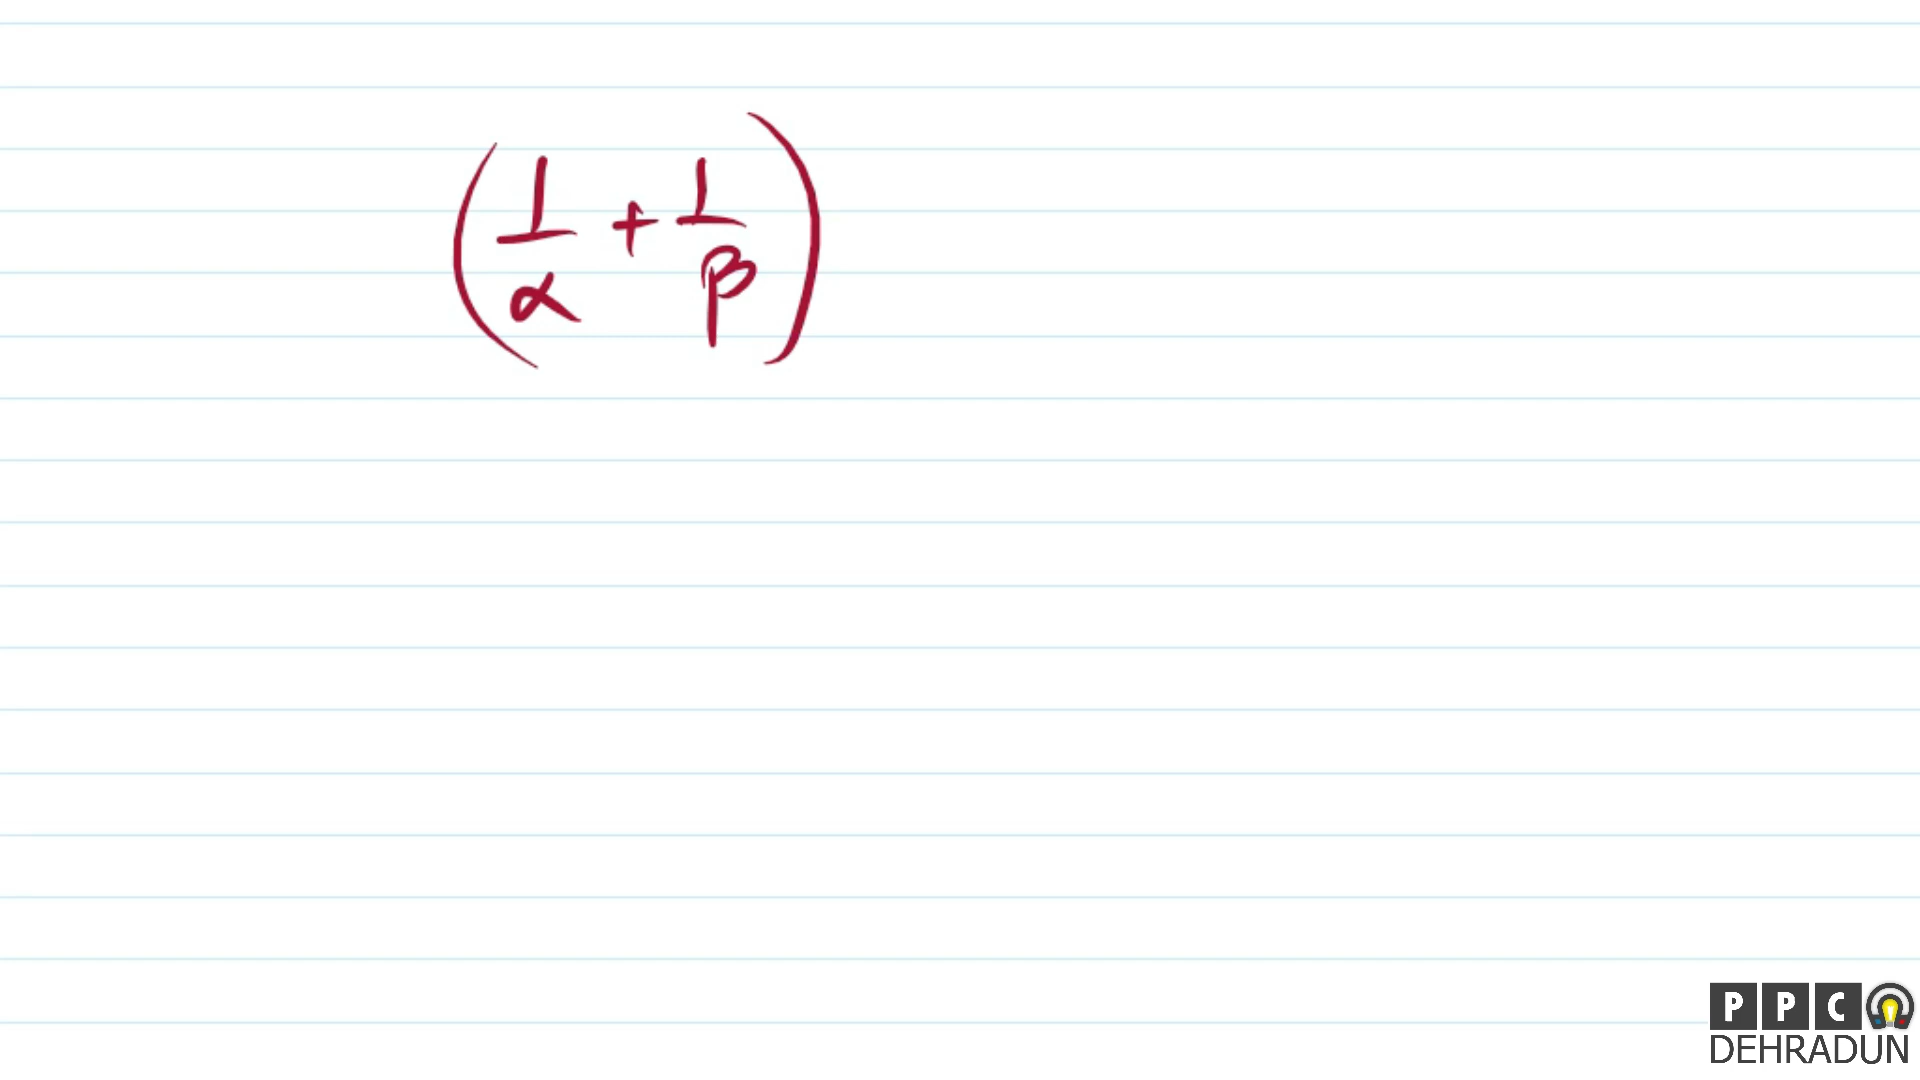 (1/α + 1/β)
PPC
DEHRADUN